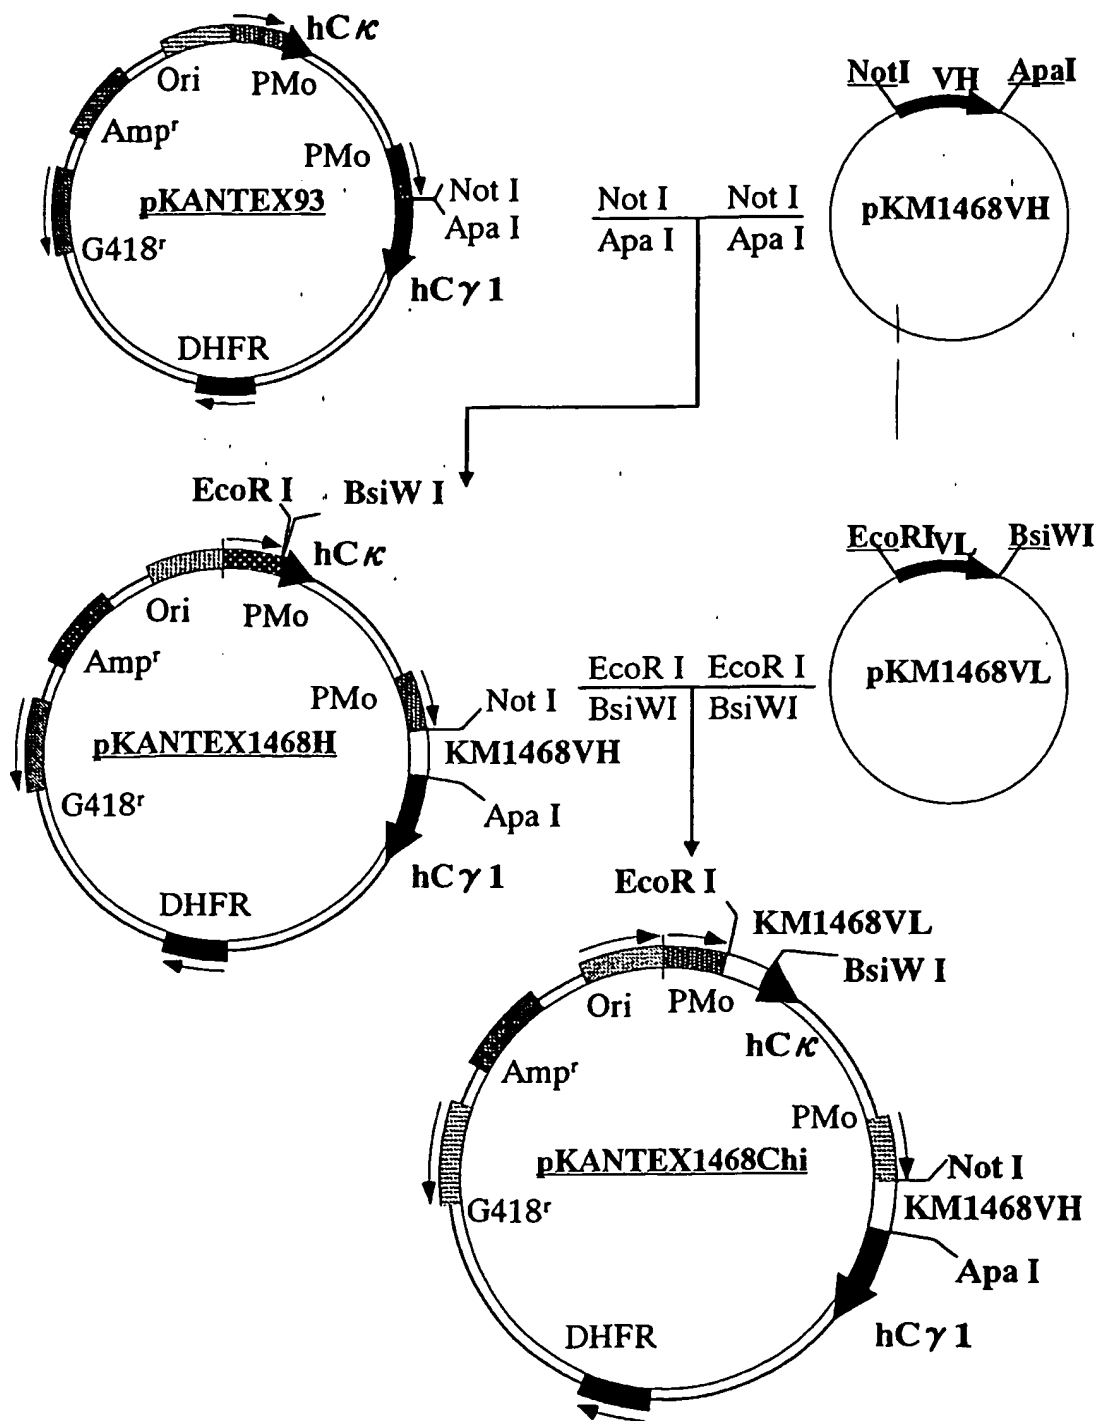 hCκ
Ori
PMo
Ampʳ
PMo
pKANTEX93
Not I
Apa I
G418ʳ
hCγ1
DHFR
NotI
VH
ApaI
Not I
Not I
Apa I
Apa I
pKM1468VH
EcoR I
BsiW I
hCκ
Ori
PMo
Ampʳ
PMo
Not I
pKANTEX1468H
KM1468VH
G418ʳ
Apa I
hCγ1
DHFR
EcoRI
VL
BsiWI
EcoR I
EcoR I
BsiWI
BsiWI
pKM1468VL
EcoR I
KM1468VL
BsiW I
Ori
PMo
hCκ
Ampʳ
PMo
pKANTEX1468Chi
Not I
G418ʳ
KM1468VH
Apa I
DHFR
hCγ1